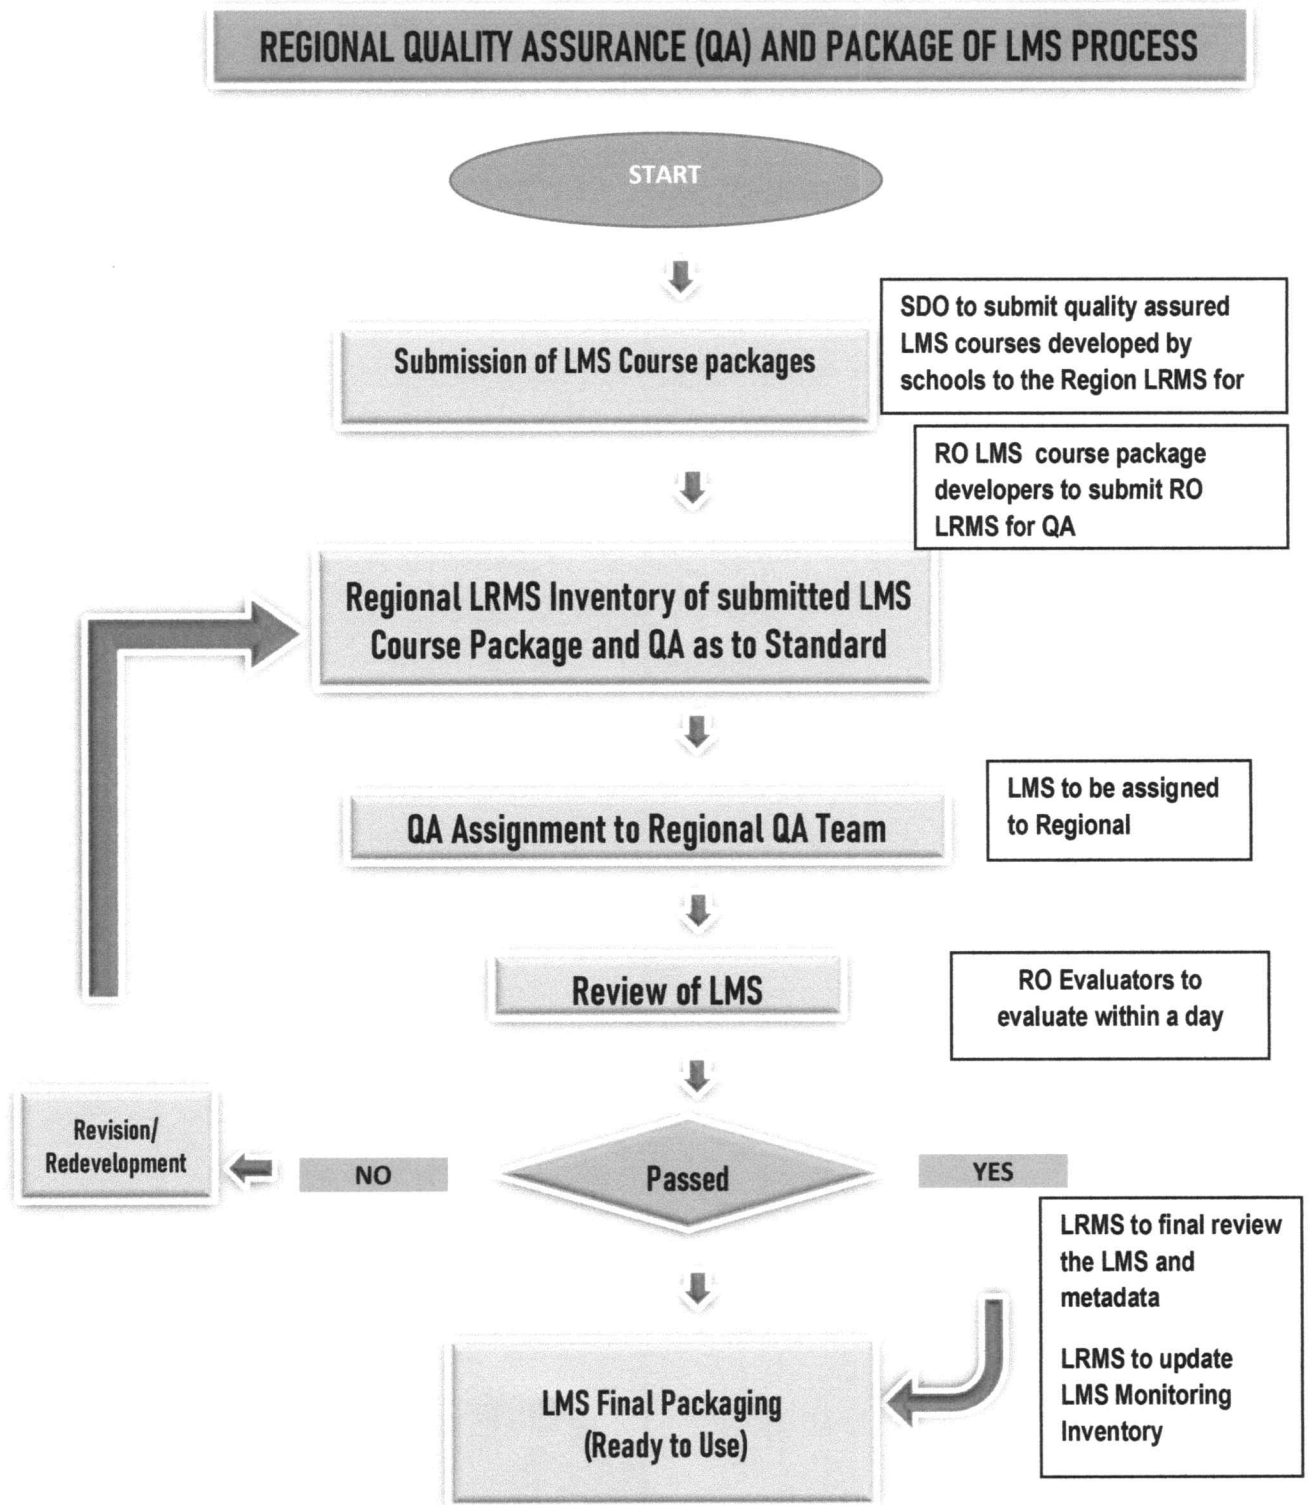 REGIONAL QUALITY ASSURANCE (QA) AND PACKAGE OF LMS PROCESS
START
Submission of LMS Course packages
SDO to submit quality assured
LMS courses developed by
schools to the Region LRMS for
RO LMS course package
developers to submit RO
LRMS for QA
Regional LRMS Inventory of submitted LMS
Course Package and QA as to Standard
QA Assignment to Regional QA Team
LMS to be assigned
to Regional
Review of LMS
RO Evaluators to
evaluate within a day
Revision/
Redevelopment
NO
Passed
YES
LRMS to final review
the LMS and
metadata
LRMS to update
LMS Monitoring
Inventory
LMS Final Packaging
(Ready to Use)